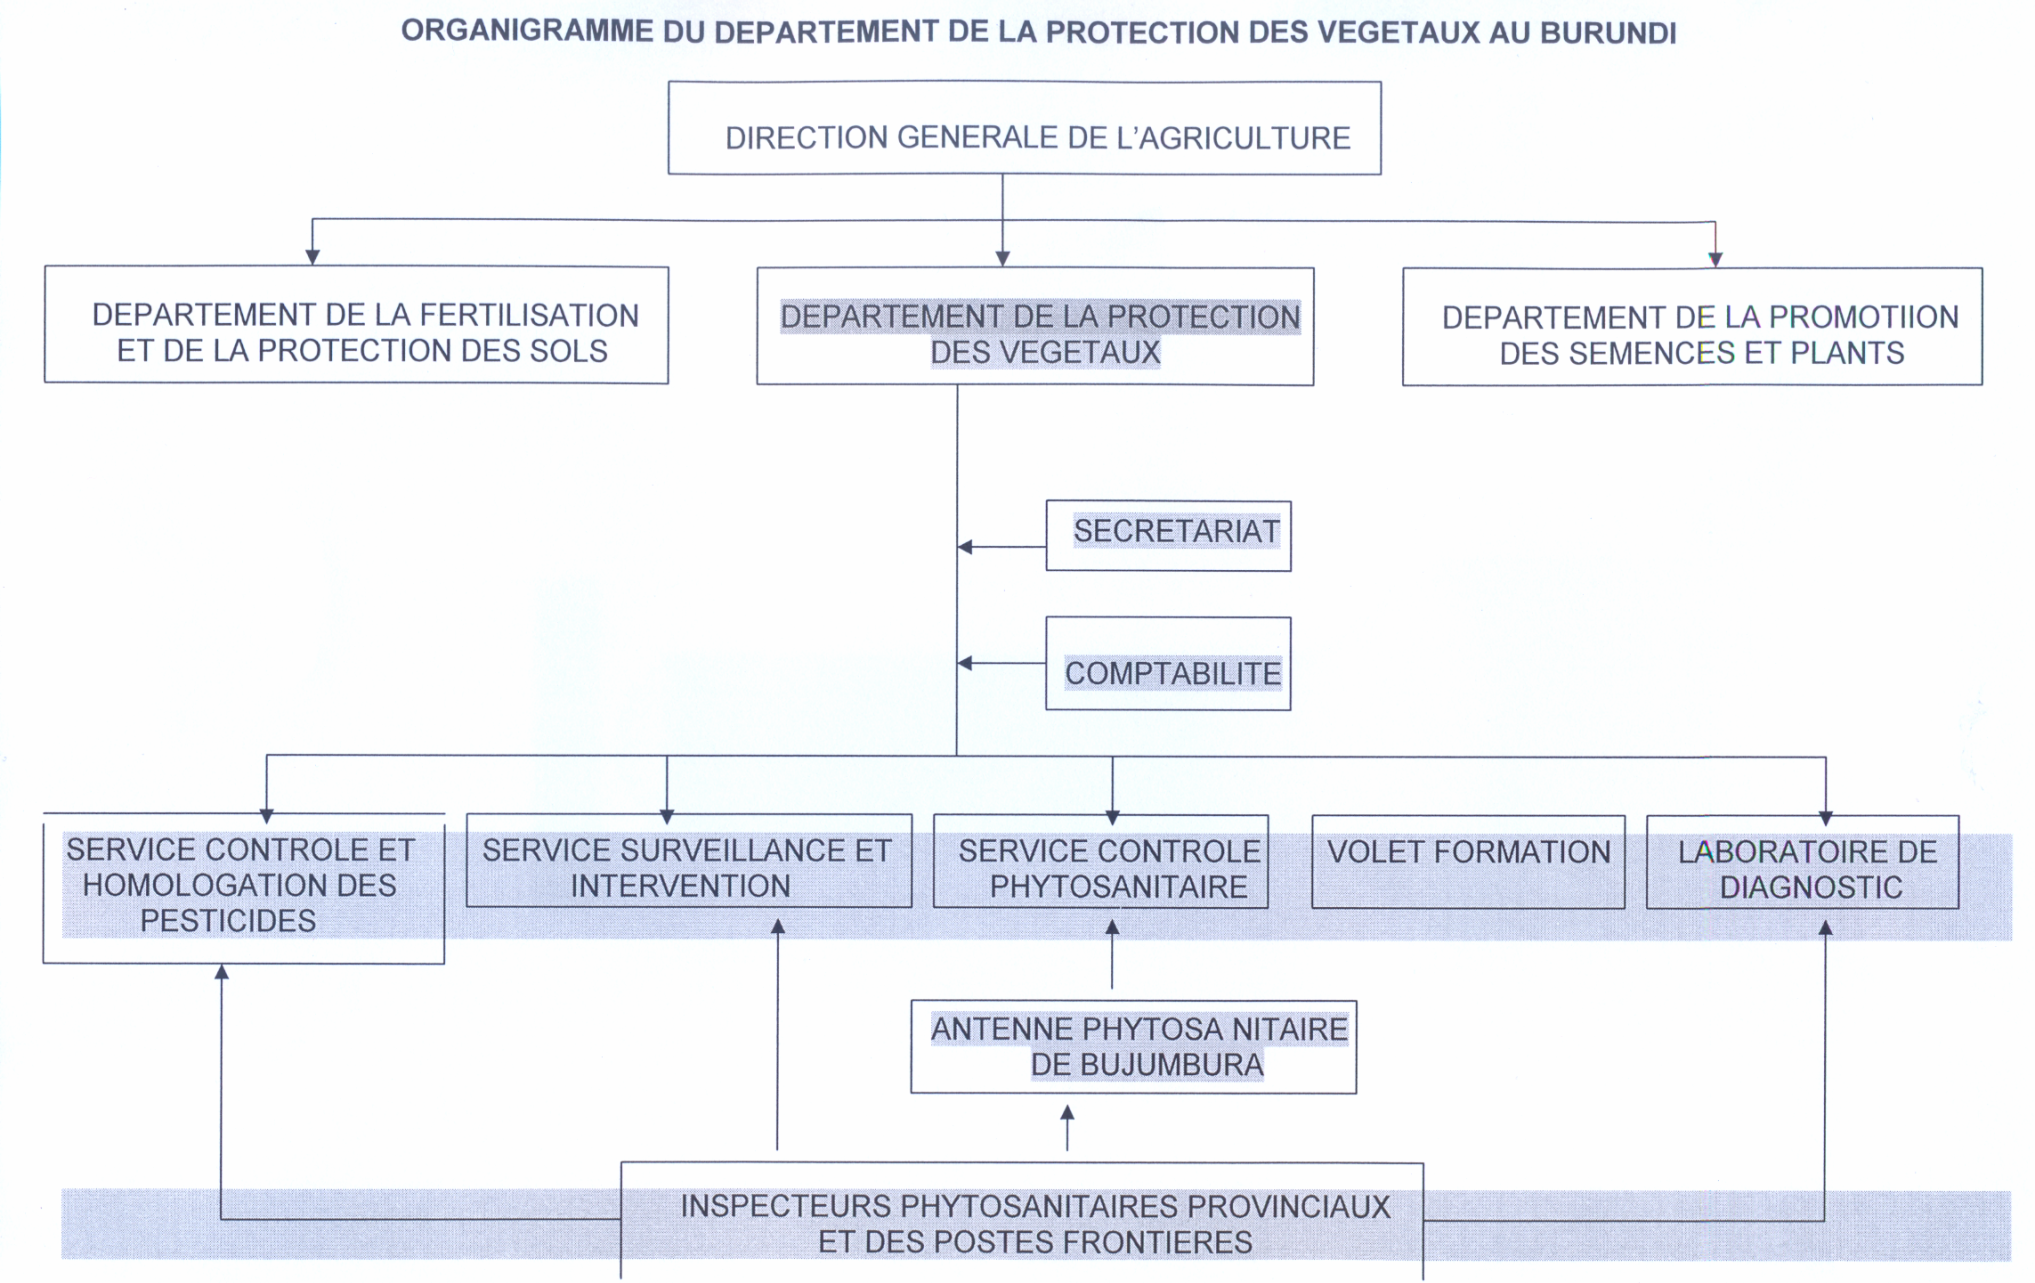 ORGANIGRAMME DU DEPARTEMENT DE LA PROTECTION DES VEGETAUX AU BURUNDI
DIRECTION GENERALE DE L'AGRICULTURE
DEPARTEMENT DE LA FERTILISATION
ET DE LA PROTECTION DES SOLS
DEPARTEMENT DE LA PROTECTION
DES VEGETAUX
DEPARTEMENT DE LA PROMOTIION
DES SEMENCES ET PLANTS
SECRETARIAT
COMPTABILITE
SERVICE CONTROLE ET
HOMOLOGATION DES
PESTICIDES
SERVICE SURVEILLANCE ET
INTERVENTION
SERVICE CONTROLE
PHYTOSANITAIRE
VOLET FORMATION
LABORATOIRE DE
DIAGNOSTIC
ANTENNE PHYTOSA NITAIRE
DE BUJUMBURA
INSPECTEURS PHYTOSANITAIRES PROVINCIAUX
ET DES POSTES FRONTIERES